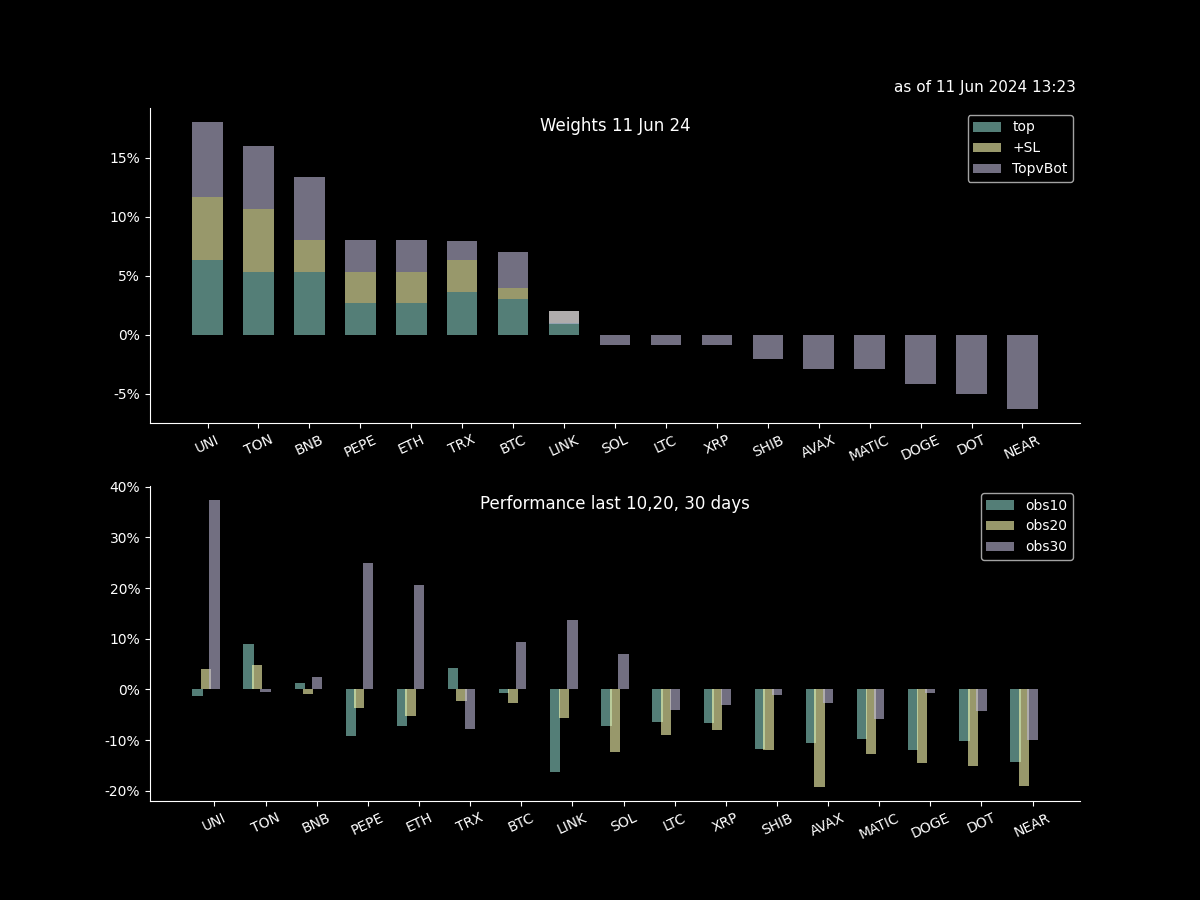 as of 11 Jun 2024 13:23
Weights 11 Jun 24
top
+SL
TopvBot
15%
10%
5%
0%
-5%
UNI TON BNB PEPE ETH TRX BTC LINK SOL LTC XRP SHIB AVAX MATIC DOGE DOT NEAR
Performance last 10,20, 30 days
obs10
obs20
obs30
40%
30%
20%
10%
0%
-10%
-20%
UNI TON BNB PEPE ETH TRX BTC LINK SOL LTC XRP SHIB AVAX MATIC DOGE DOT NEAR